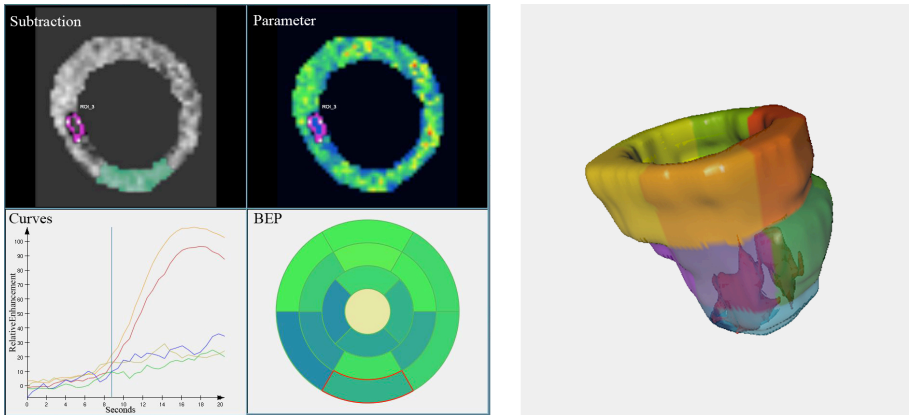 Subtraction
Parameter
ROI_3
ROI_3
Curves
BEP
RelativeEnhancement
100
90
80
70
60
50
40
30
20
10
0
0 2 4 6 8 10 12 14 16 18 20
Seconds